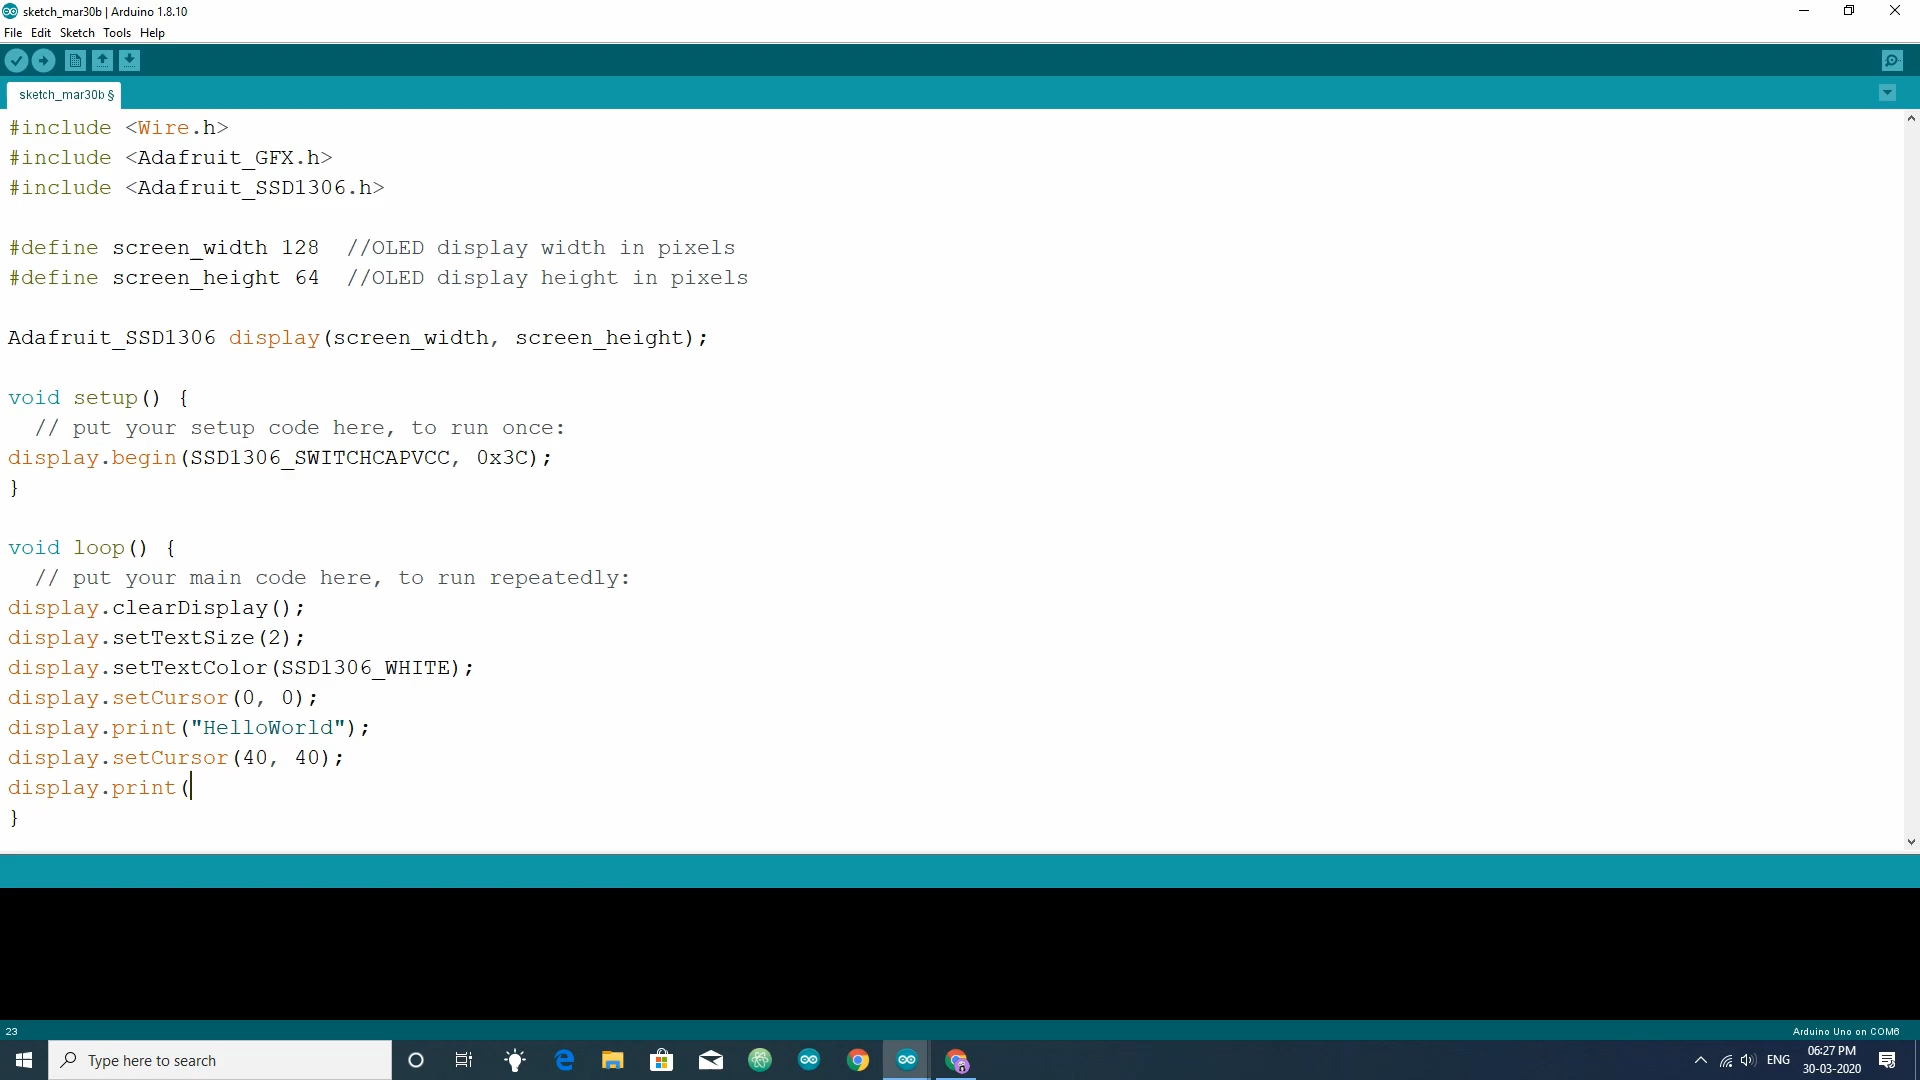 sketch_mar30b | Arduino 1.8.10
File Edit Sketch Tools Help
sketch_mar30b §
#include <Wire.h>
#include <Adafruit_GFX.h>
#include <Adafruit_SSD1306.h>
#define screen_width 128  //OLED display width in pixels
#define screen_height 64  //OLED display height in pixels
Adafruit_SSD1306 display(screen_width, screen_height);
void setup() {
  // put your setup code here, to run once:
display.begin(SSD1306_SWITCHCAPVCC, 0x3C);
}
void loop() {
  // put your main code here, to run repeatedly:
display.clearDisplay();
display.setTextSize(2);
display.setTextColor(SSD1306_WHITE);
display.setCursor(0, 0);
display.print("HelloWorld");
display.setCursor(40, 40);
display.print(
}
23
Arduino Uno on COM6
Type here to search
ENG
06:27 PM
30-03-2020